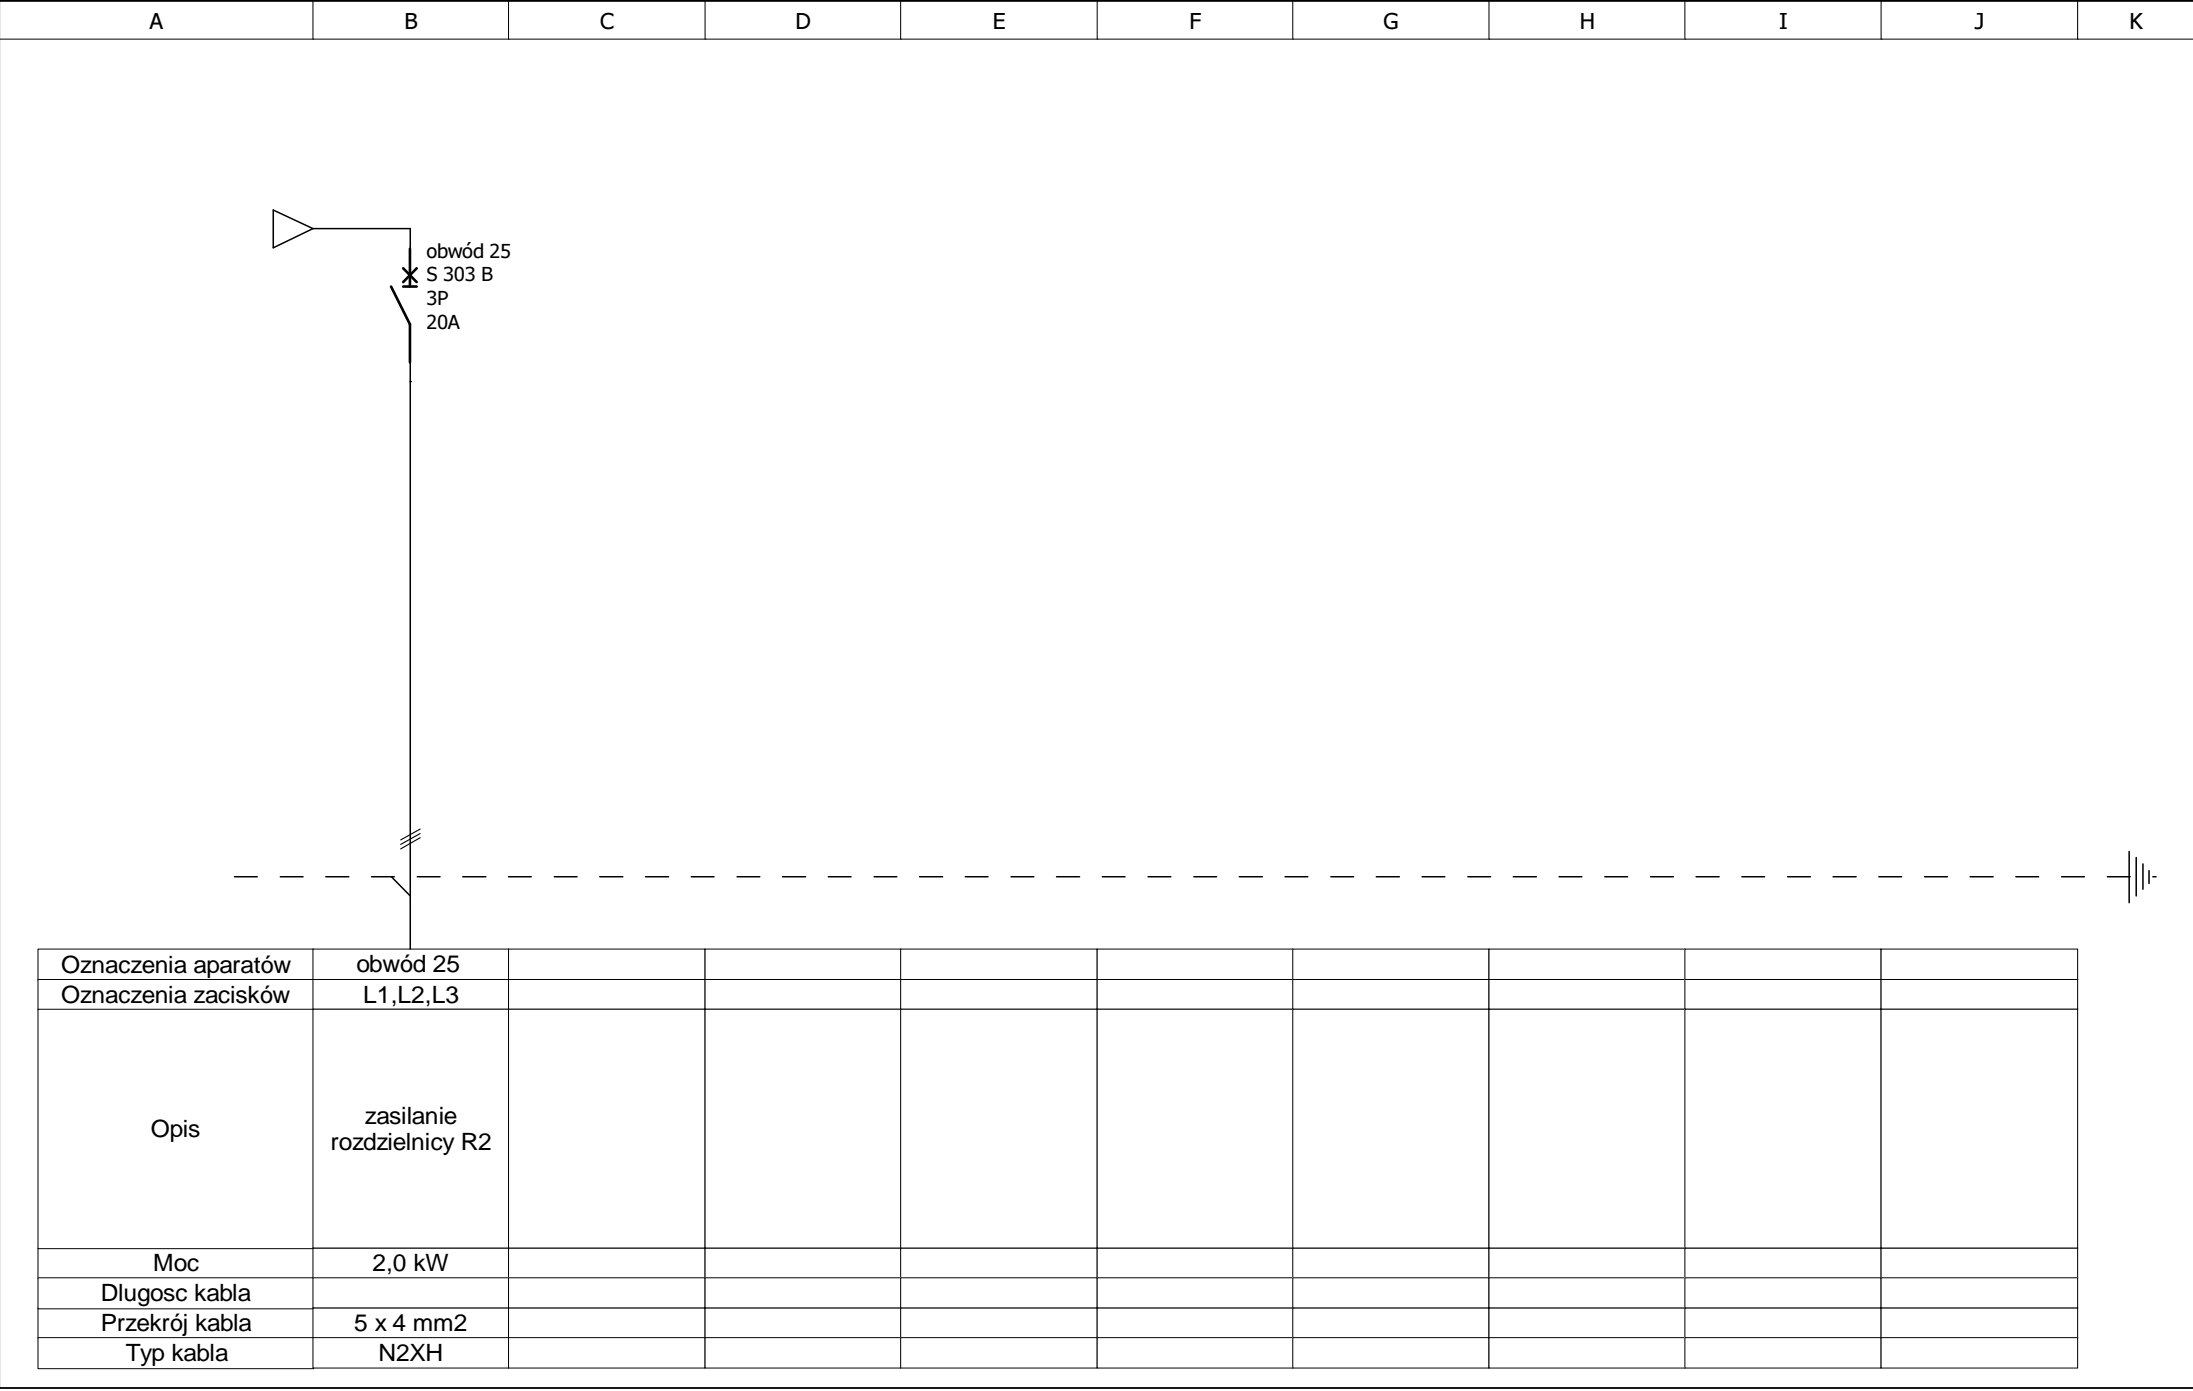 A B C D E F G H I J K
obwód 25
S 303 B
3P
20A
Oznaczenia aparatów obwód 25
Oznaczenia zacisków L1,L2,L3
Opis zasilanie
rozdzielnicy R2
Moc 2,0 kW
Dlugosc kabla
Przekrój kabla 5 x 4 mm2
Typ kabla N2XH